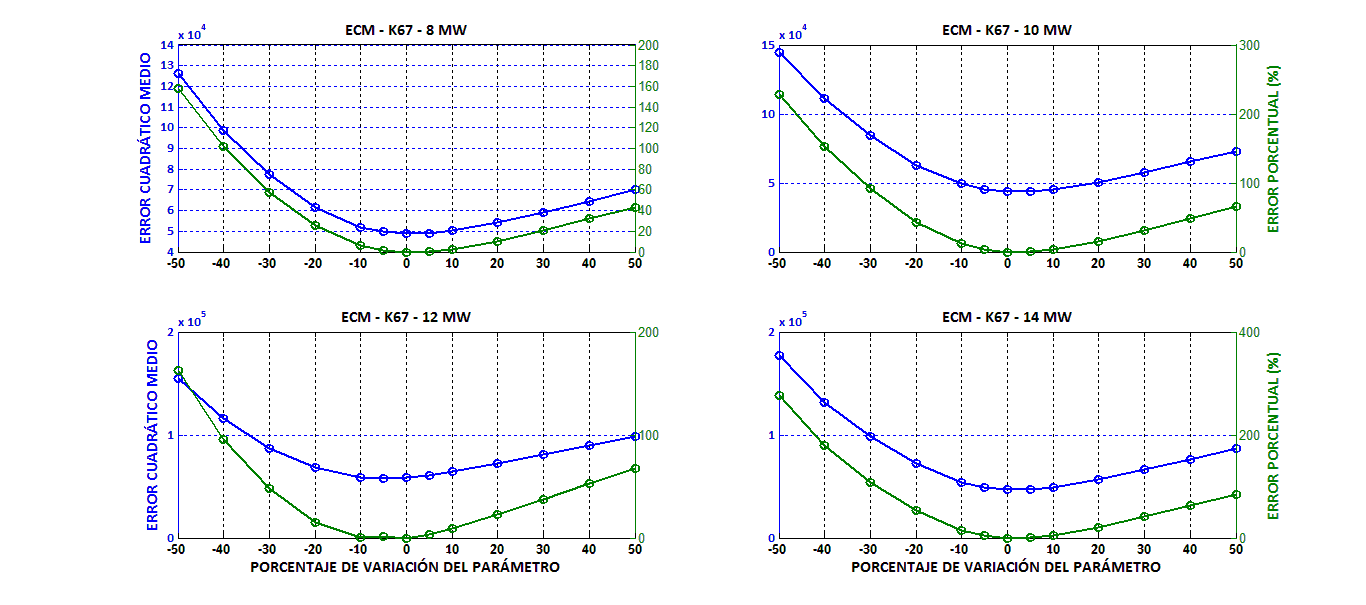 ECM - K67 - 8 MW
x 10^4
ERROR CUADRÁTICO MEDIO
14
13
12
11
10
9
8
7
6
5
4
200
180
160
140
120
100
80
60
40
20
0
-50 -40 -30 -20 -10 0 10 20 30 40 50
ECM - K67 - 10 MW
x 10^4
15
10
5
0
300
200
100
0
ERROR PORCENTUAL (%)
-50 -40 -30 -20 -10 0 10 20 30 40 50
ECM - K67 - 12 MW
x 10^5
ERROR CUADRÁTICO MEDIO
2
1
0
200
100
0
-50 -40 -30 -20 -10 0 10 20 30 40 50
PORCENTAJE DE VARIACIÓN DEL PARÁMETRO
ECM - K67 - 14 MW
x 10^5
2
1
0
400
200
0
ERROR PORCENTUAL (%)
-50 -40 -30 -20 -10 0 10 20 30 40 50
PORCENTAJE DE VARIACIÓN DEL PARÁMETRO